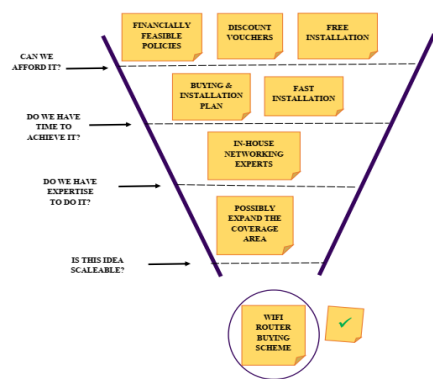 FINANCIALLY
FEASIBLE
POLICIES
DISCOUNT
VOUCHERS
FREE
INSTALLATION
CAN WE
AFFORD IT?
BUYING &
INSTALLATION
PLAN
FAST
INSTALLATION
DO WE HAVE
TIME TO
ACHIEVE IT?
IN-HOUSE
NETWORKING
EXPERTS
DO WE HAVE
EXPERTISE
TO DO IT?
POSSIBLY
EXPAND THE
COVERAGE
AREA
IS THIS IDEA
SCALEABLE?
WIFI
ROUTER
BUYING
SCHEME